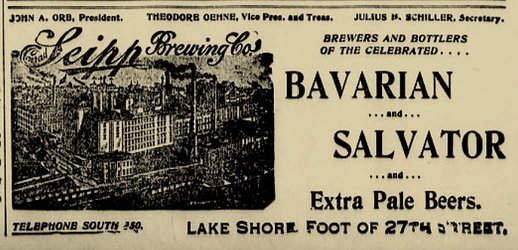 JOHN A. ORB, President. THEODORE OEHNE, Vice Pres. and Treas. JULIUS H. SCHILLER, Secretary.
Conrad Seipp Brewing Co.
BREWERS AND BOTTLERS
OF THE CELEBRATED....
BAVARIAN
...and...
SALVATOR
...and...
Extra Pale Beers.
TELEPHONE SOUTH
LAKE SHORE FOOT OF 27TH STREET.